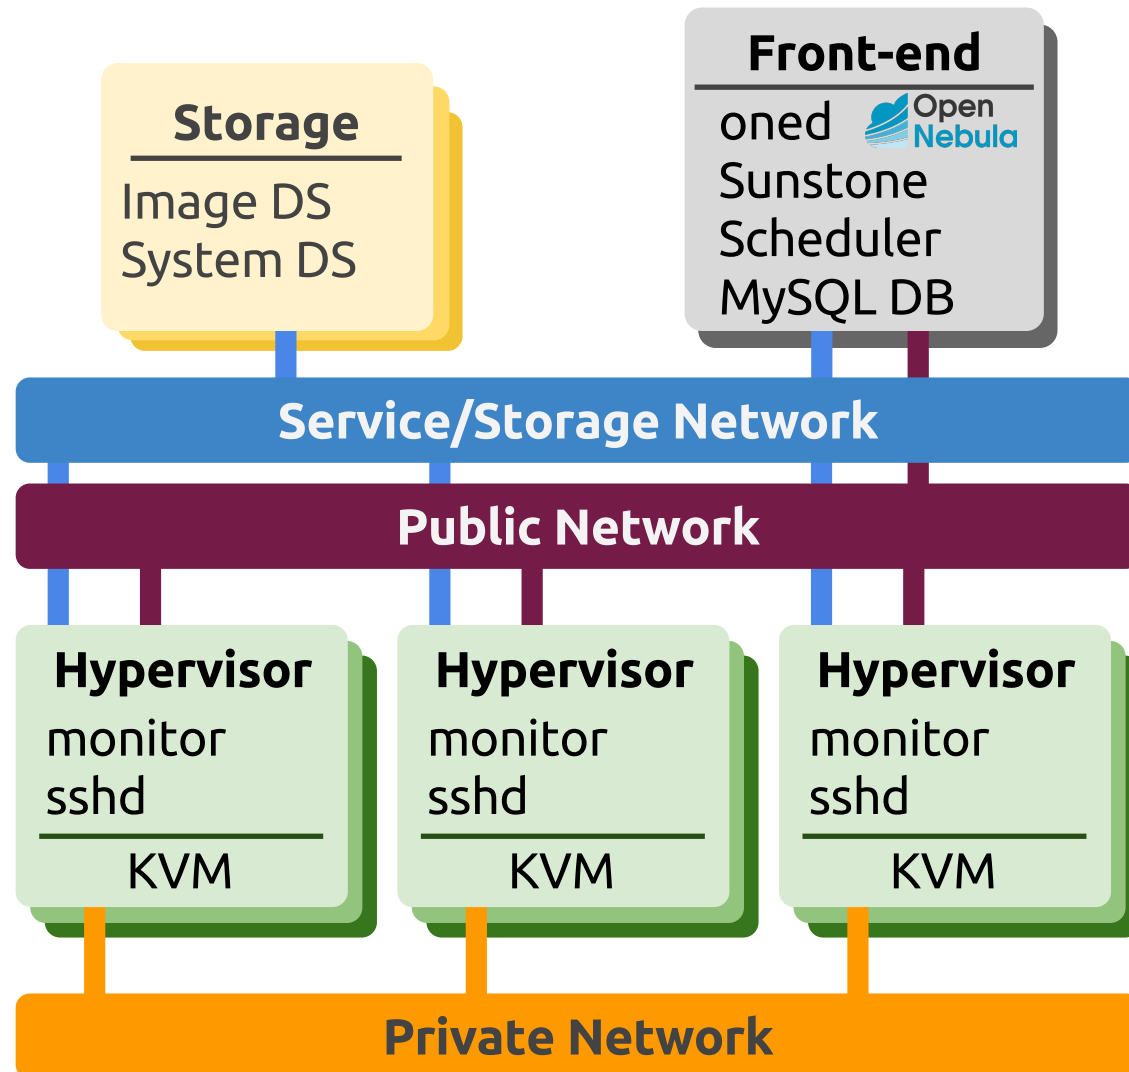 Storage
Image DS
System DS
Front-end
oned
Open
Nebula
Sunstone
Scheduler
MySQL DB
Service/Storage Network
Public Network
Hypervisor
monitor
sshd
KVM
Hypervisor
monitor
sshd
KVM
Hypervisor
monitor
sshd
KVM
Private Network